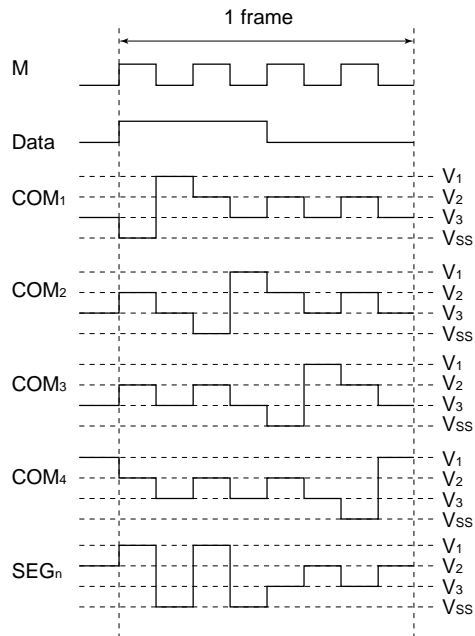 1 frame
M
Data
V1
COM1
V2
V3
VSS
V1
COM2
V2
V3
VSS
V1
COM3
V2
V3
VSS
V1
COM4
V2
V3
VSS
V1
SEGn
V2
V3
VSS